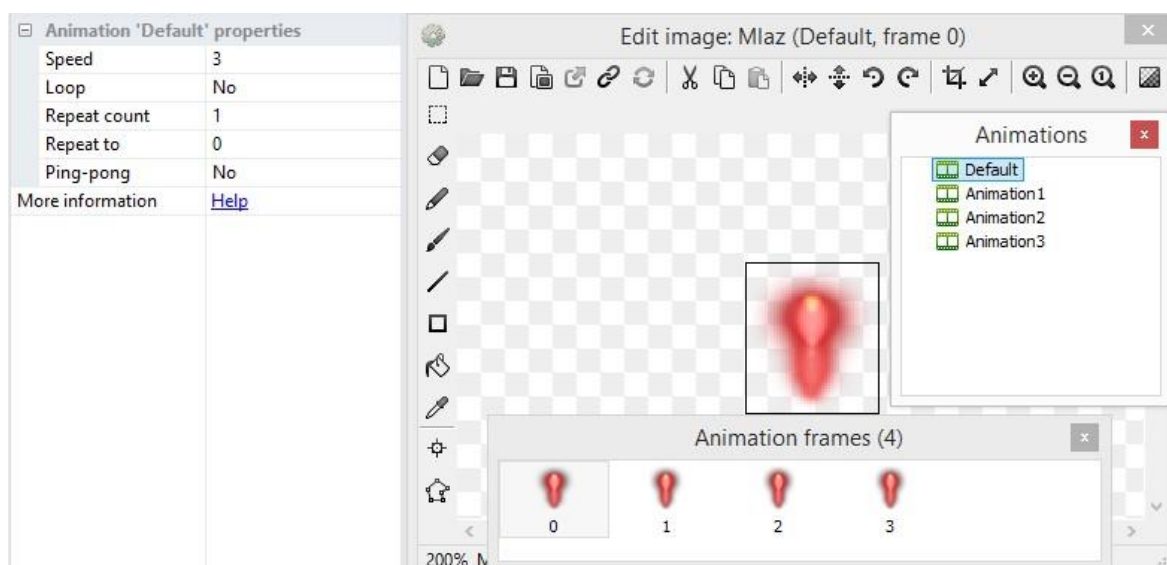 Animation 'Default' properties
Speed 3
Loop No
Repeat count 1
Repeat to 0
Ping-pong No
More information Help
Edit image: Mlaz (Default, frame 0)
Animations
Default
Animation1
Animation2
Animation3
Animation frames (4)
0 1 2 3
200%